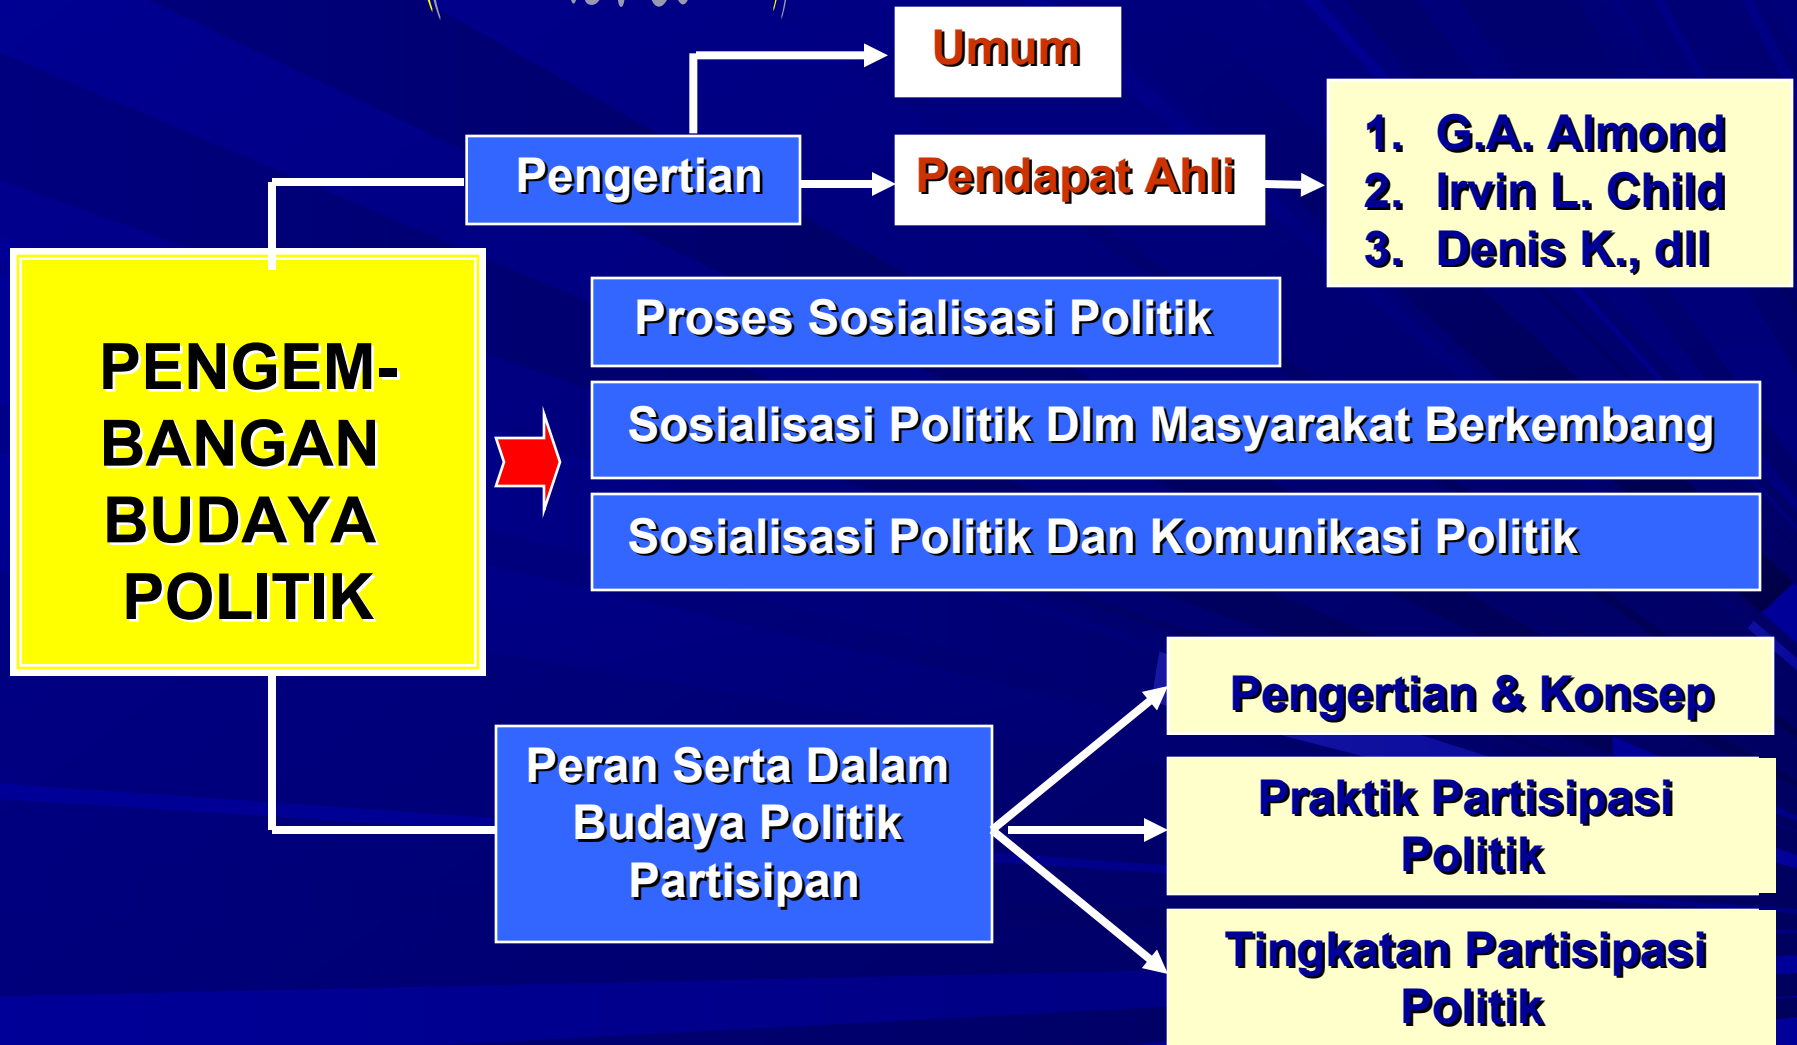 Umum
Pengertian
Pendapat Ahli
1. G.A. Almond
2. Irvin L. Child
3. Denis K., dll
PENGEM-
BANGAN
BUDAYA
POLITIK
Proses Sosialisasi Politik
Sosialisasi Politik Dlm Masyarakat Berkembang
Sosialisasi Politik Dan Komunikasi Politik
Peran Serta Dalam
Budaya Politik
Partisipan
Pengertian & Konsep
Praktik Partisipasi
Politik
Tingkatan Partisipasi
Politik